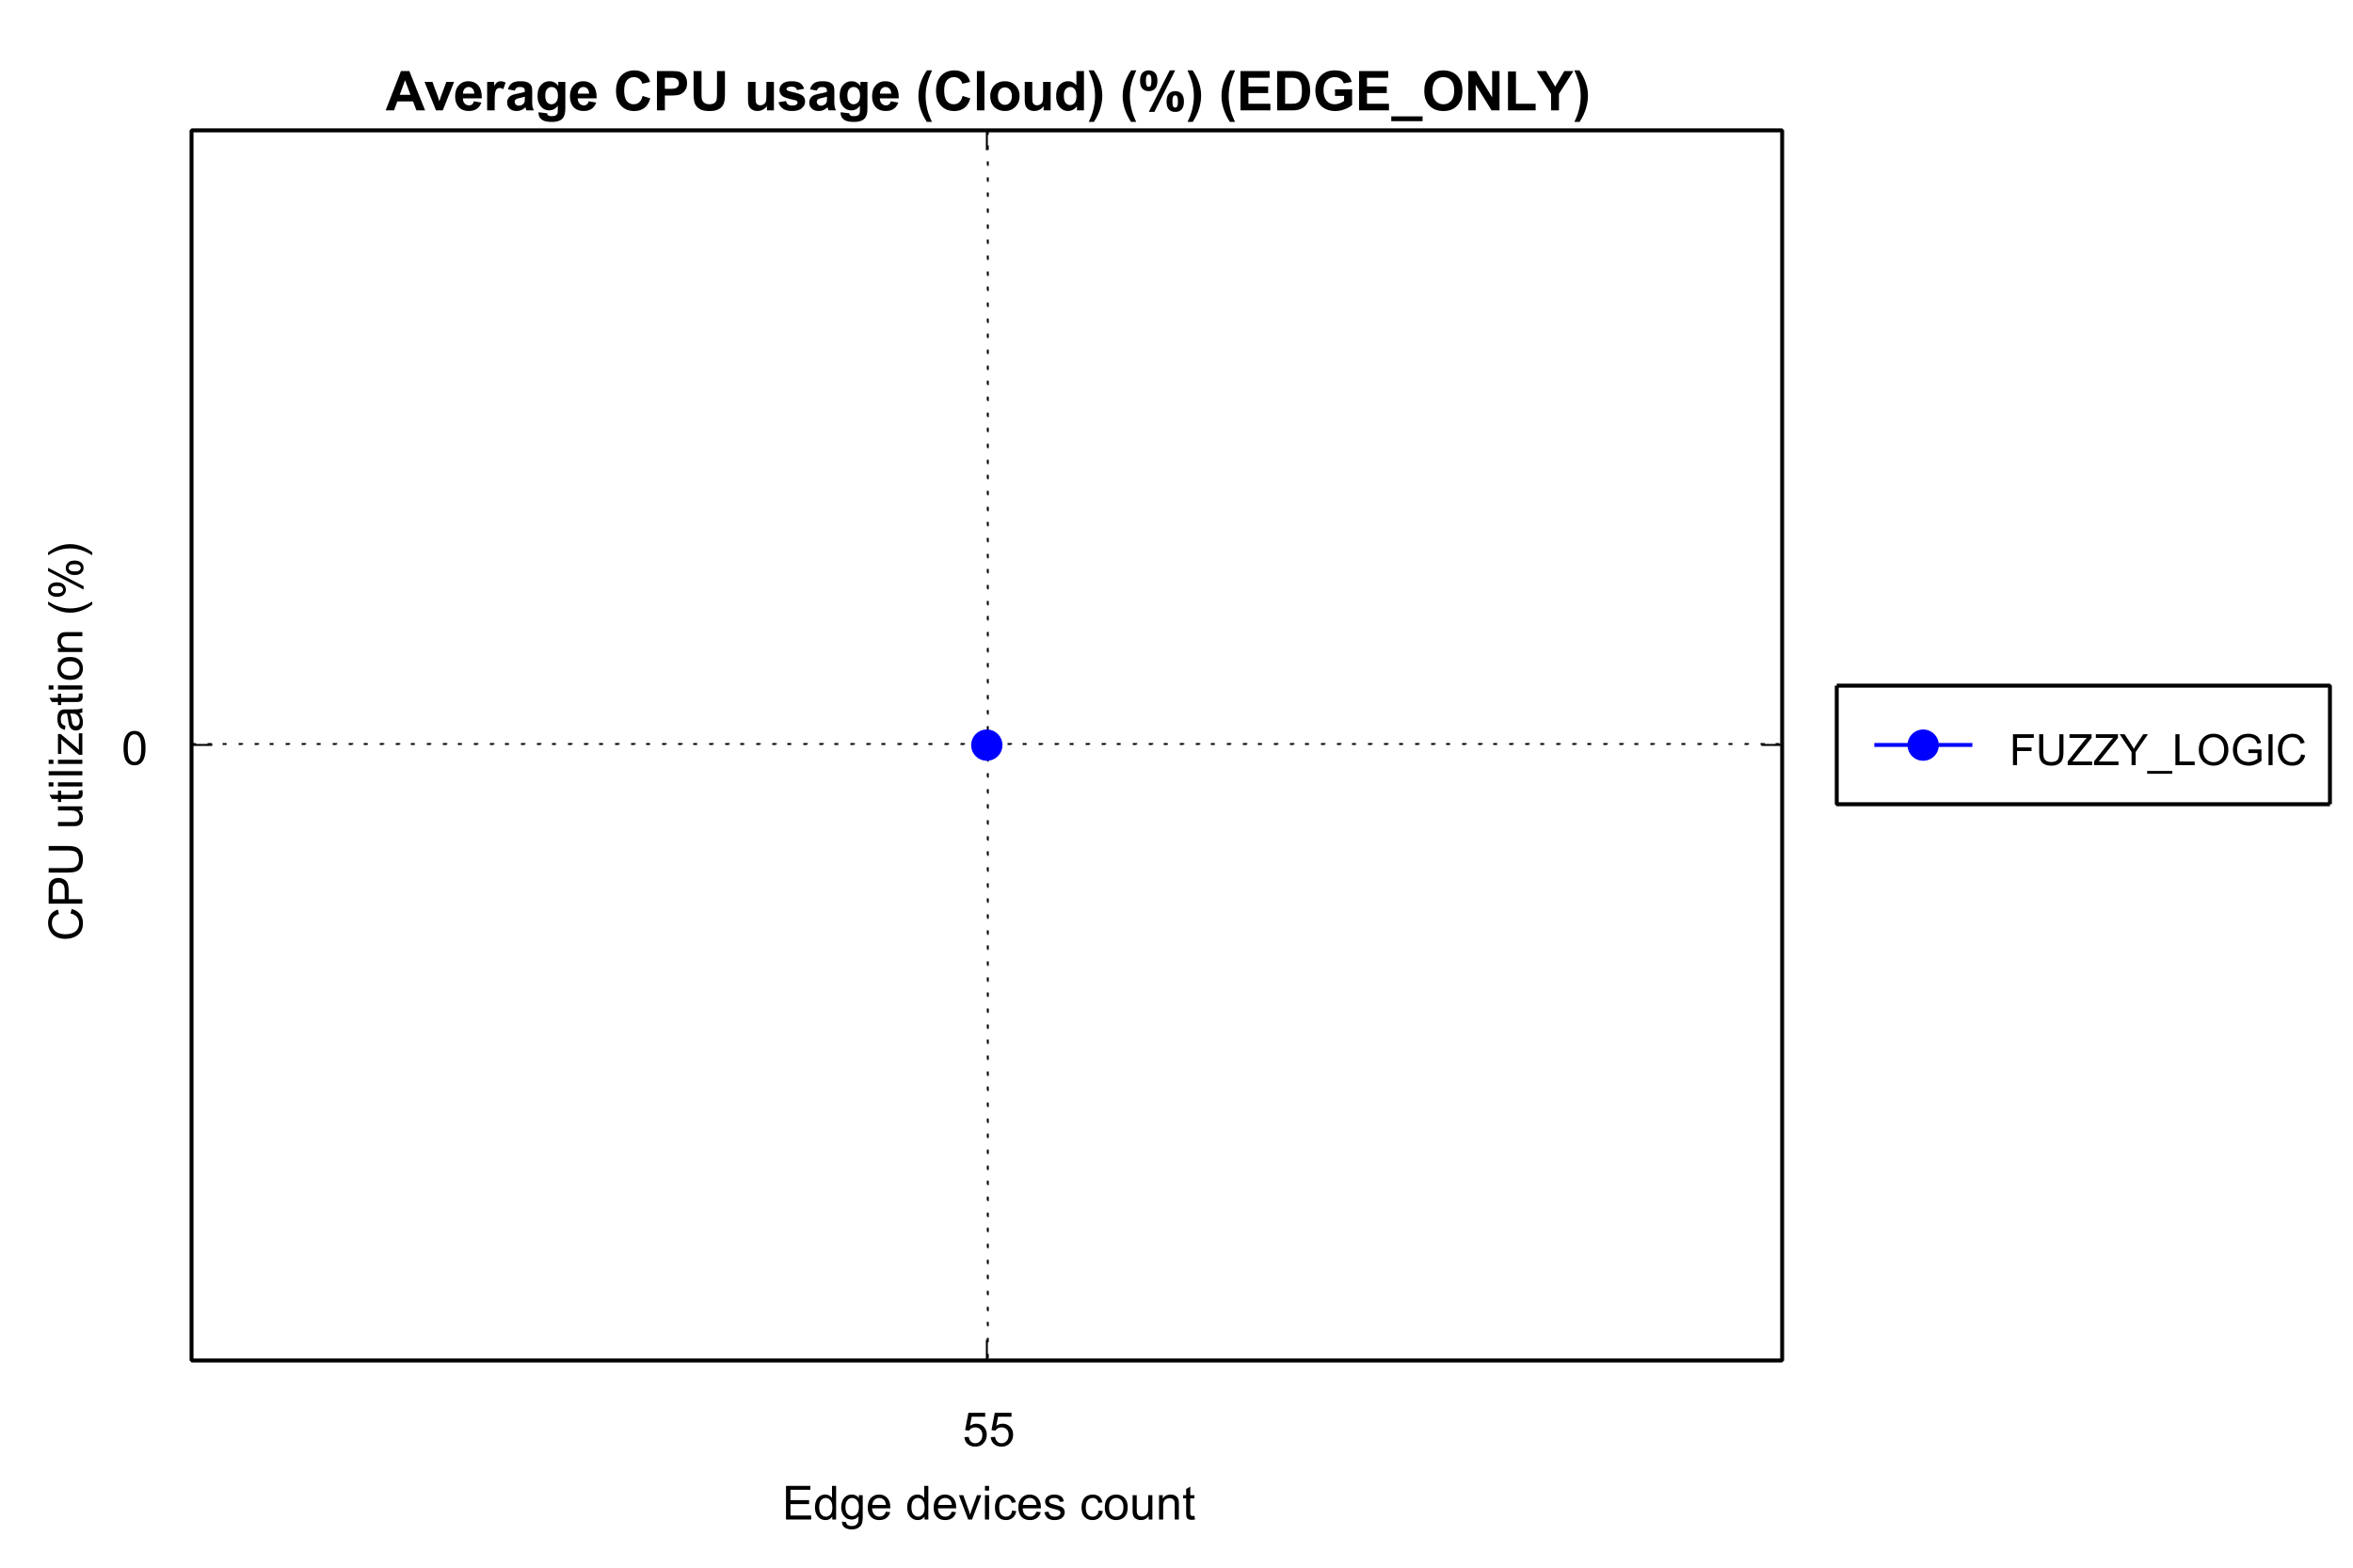 Average CPU usage (Cloud) (%) (EDGE_ONLY)
CPU utilization (%)
0
FUZZY_LOGIC
55
Edge devices count